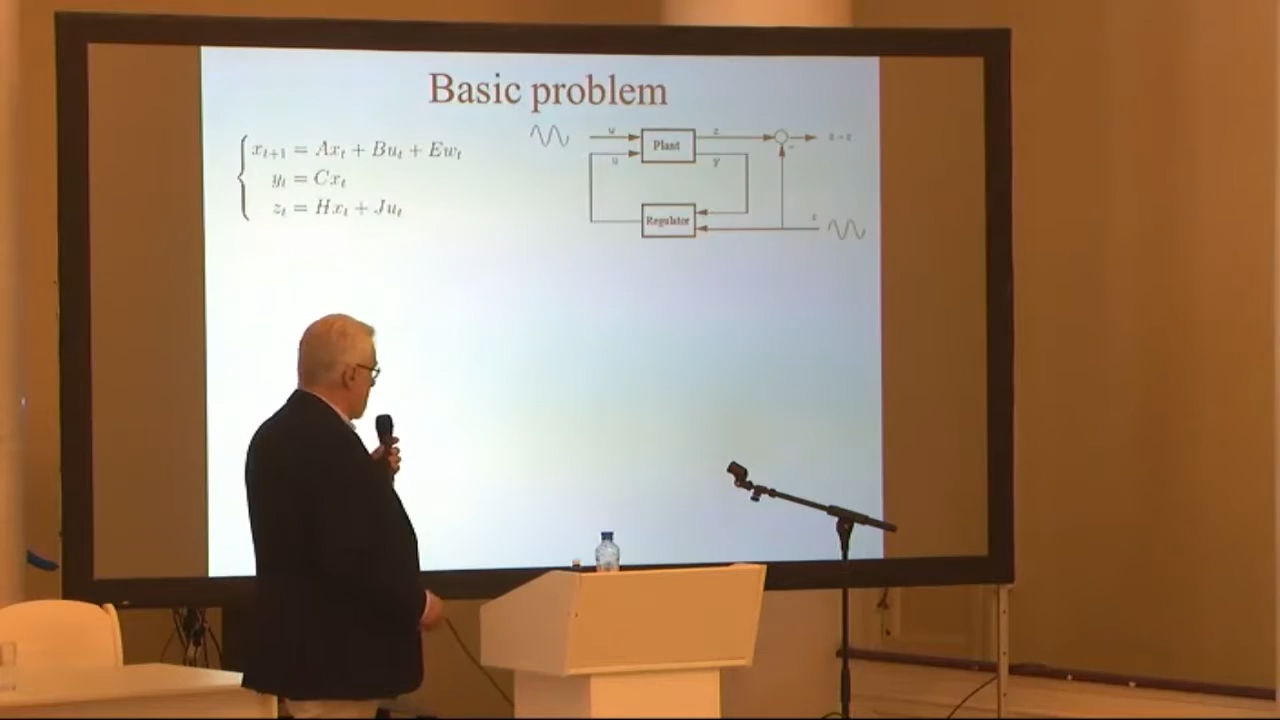 Basic problem
x_{t+1} = Ax_t + Bu_t + Ew_t
y_t = Cx_t
z_t = Hx_t + Ju_t
w
z
Plant
u
y
Regulator